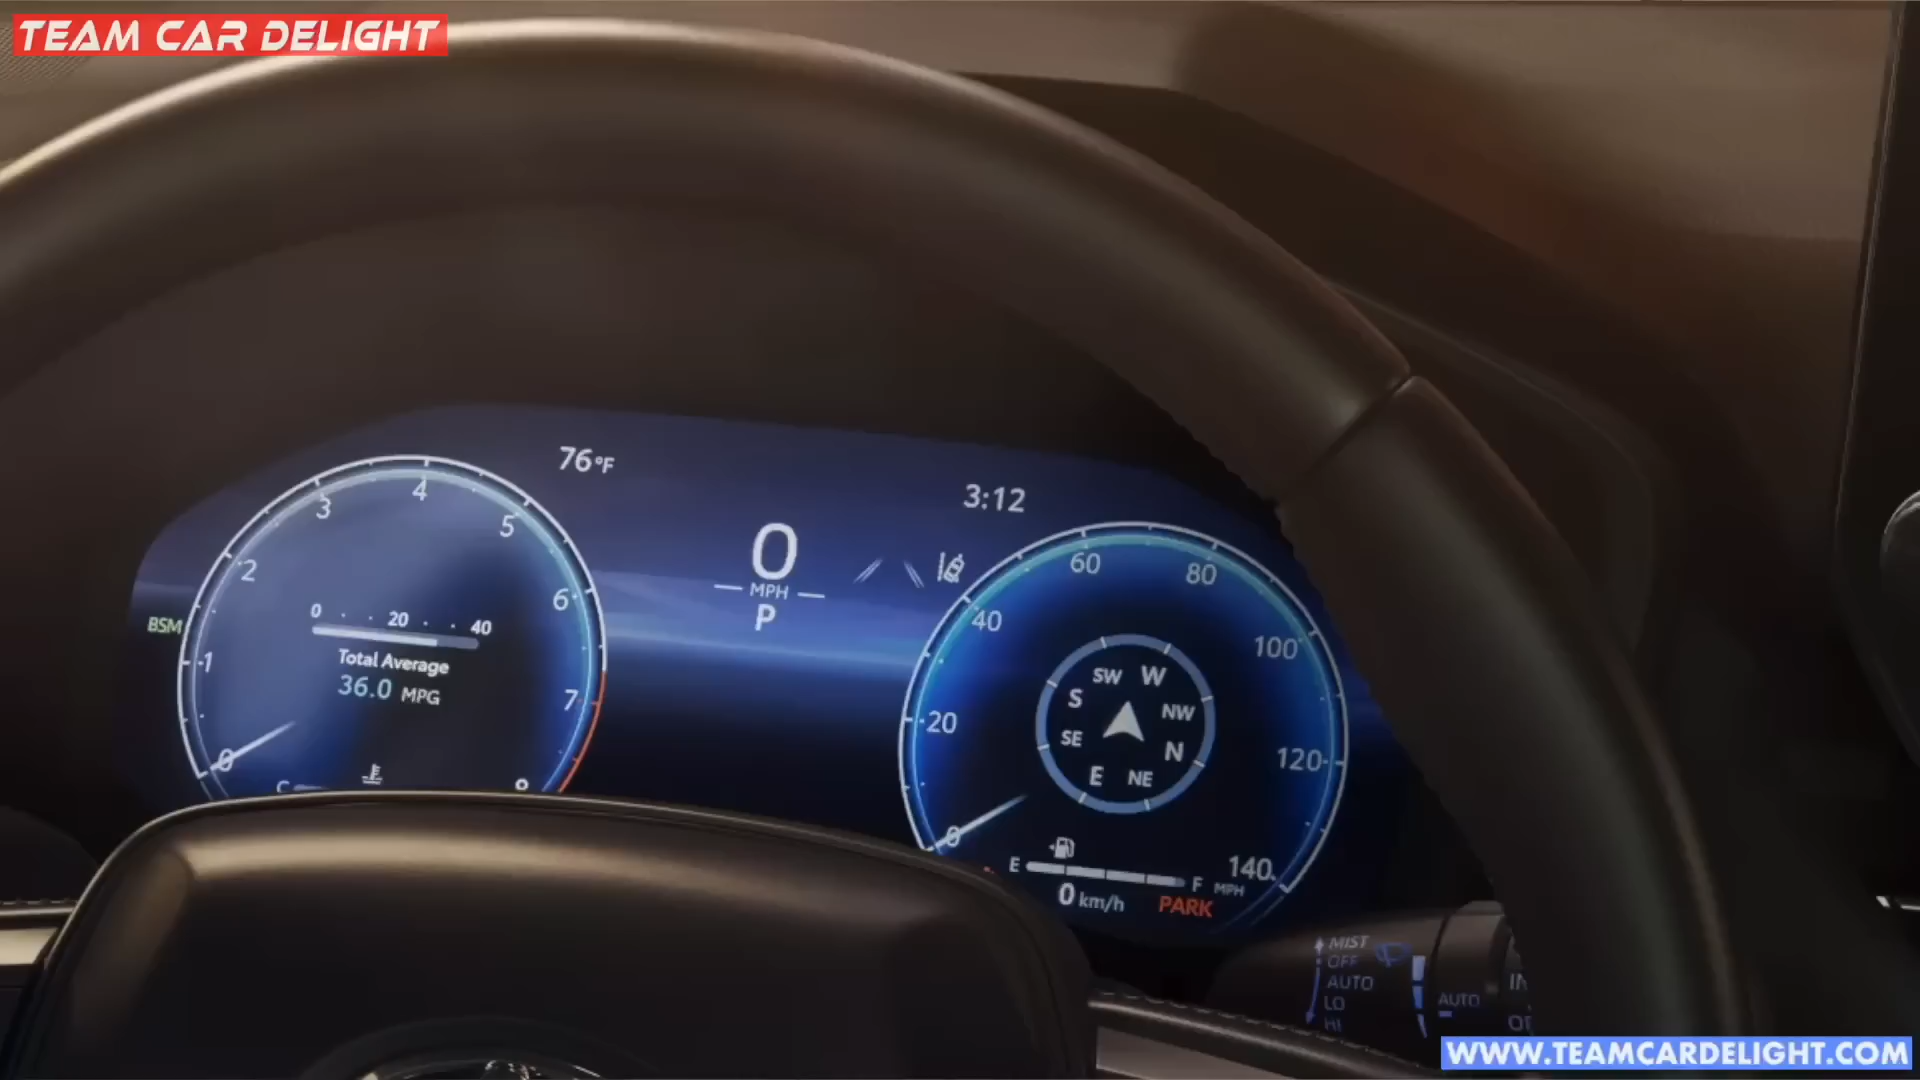 TEAM CAR DELIGHT
76°F
3:12
0
MPH
P
BSM
0 1 2 3 4 5 6 7 8
0 20 40
Total Average
36.0 MPG
C
0 20 40 60 80 100 120 140
MPH
S SW W NW N NE E SE
E F
0 km/h PARK
MIST
OFF
AUTO
LO
HI
AUTO
WWW.TEAMCARDELIGHT.COM